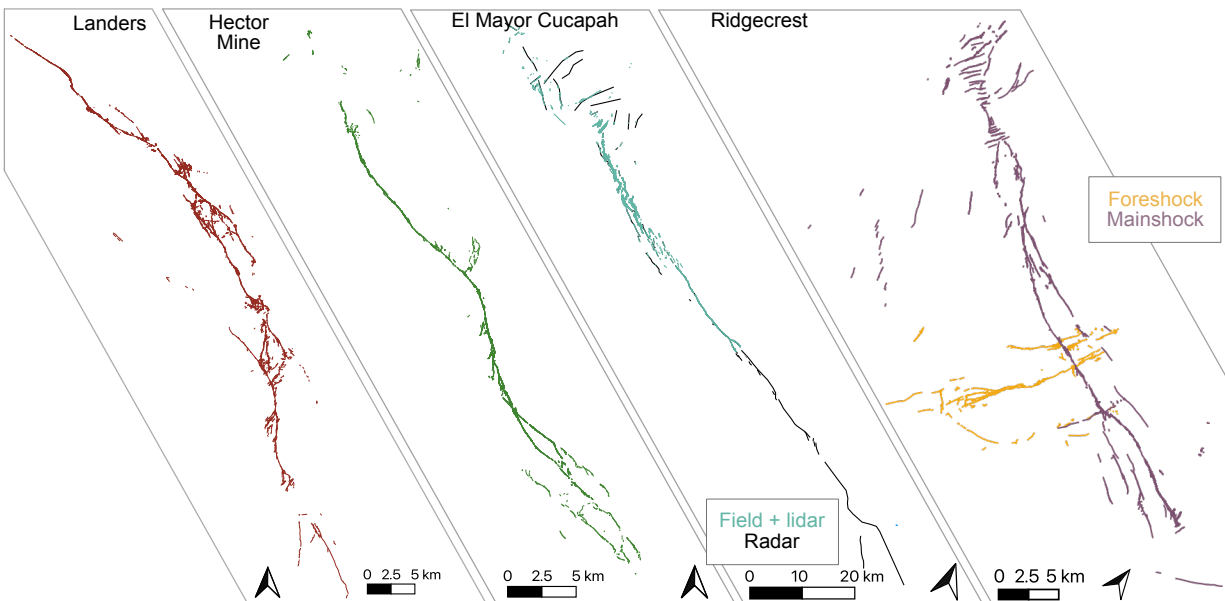 Landers
Hector
Mine
El Mayor Cucapah
Ridgecrest
Foreshock
Mainshock
Field + lidar
Radar
0 2.5 5 km
0 2.5 5 km
0 10 20 km
0 2.5 5 km